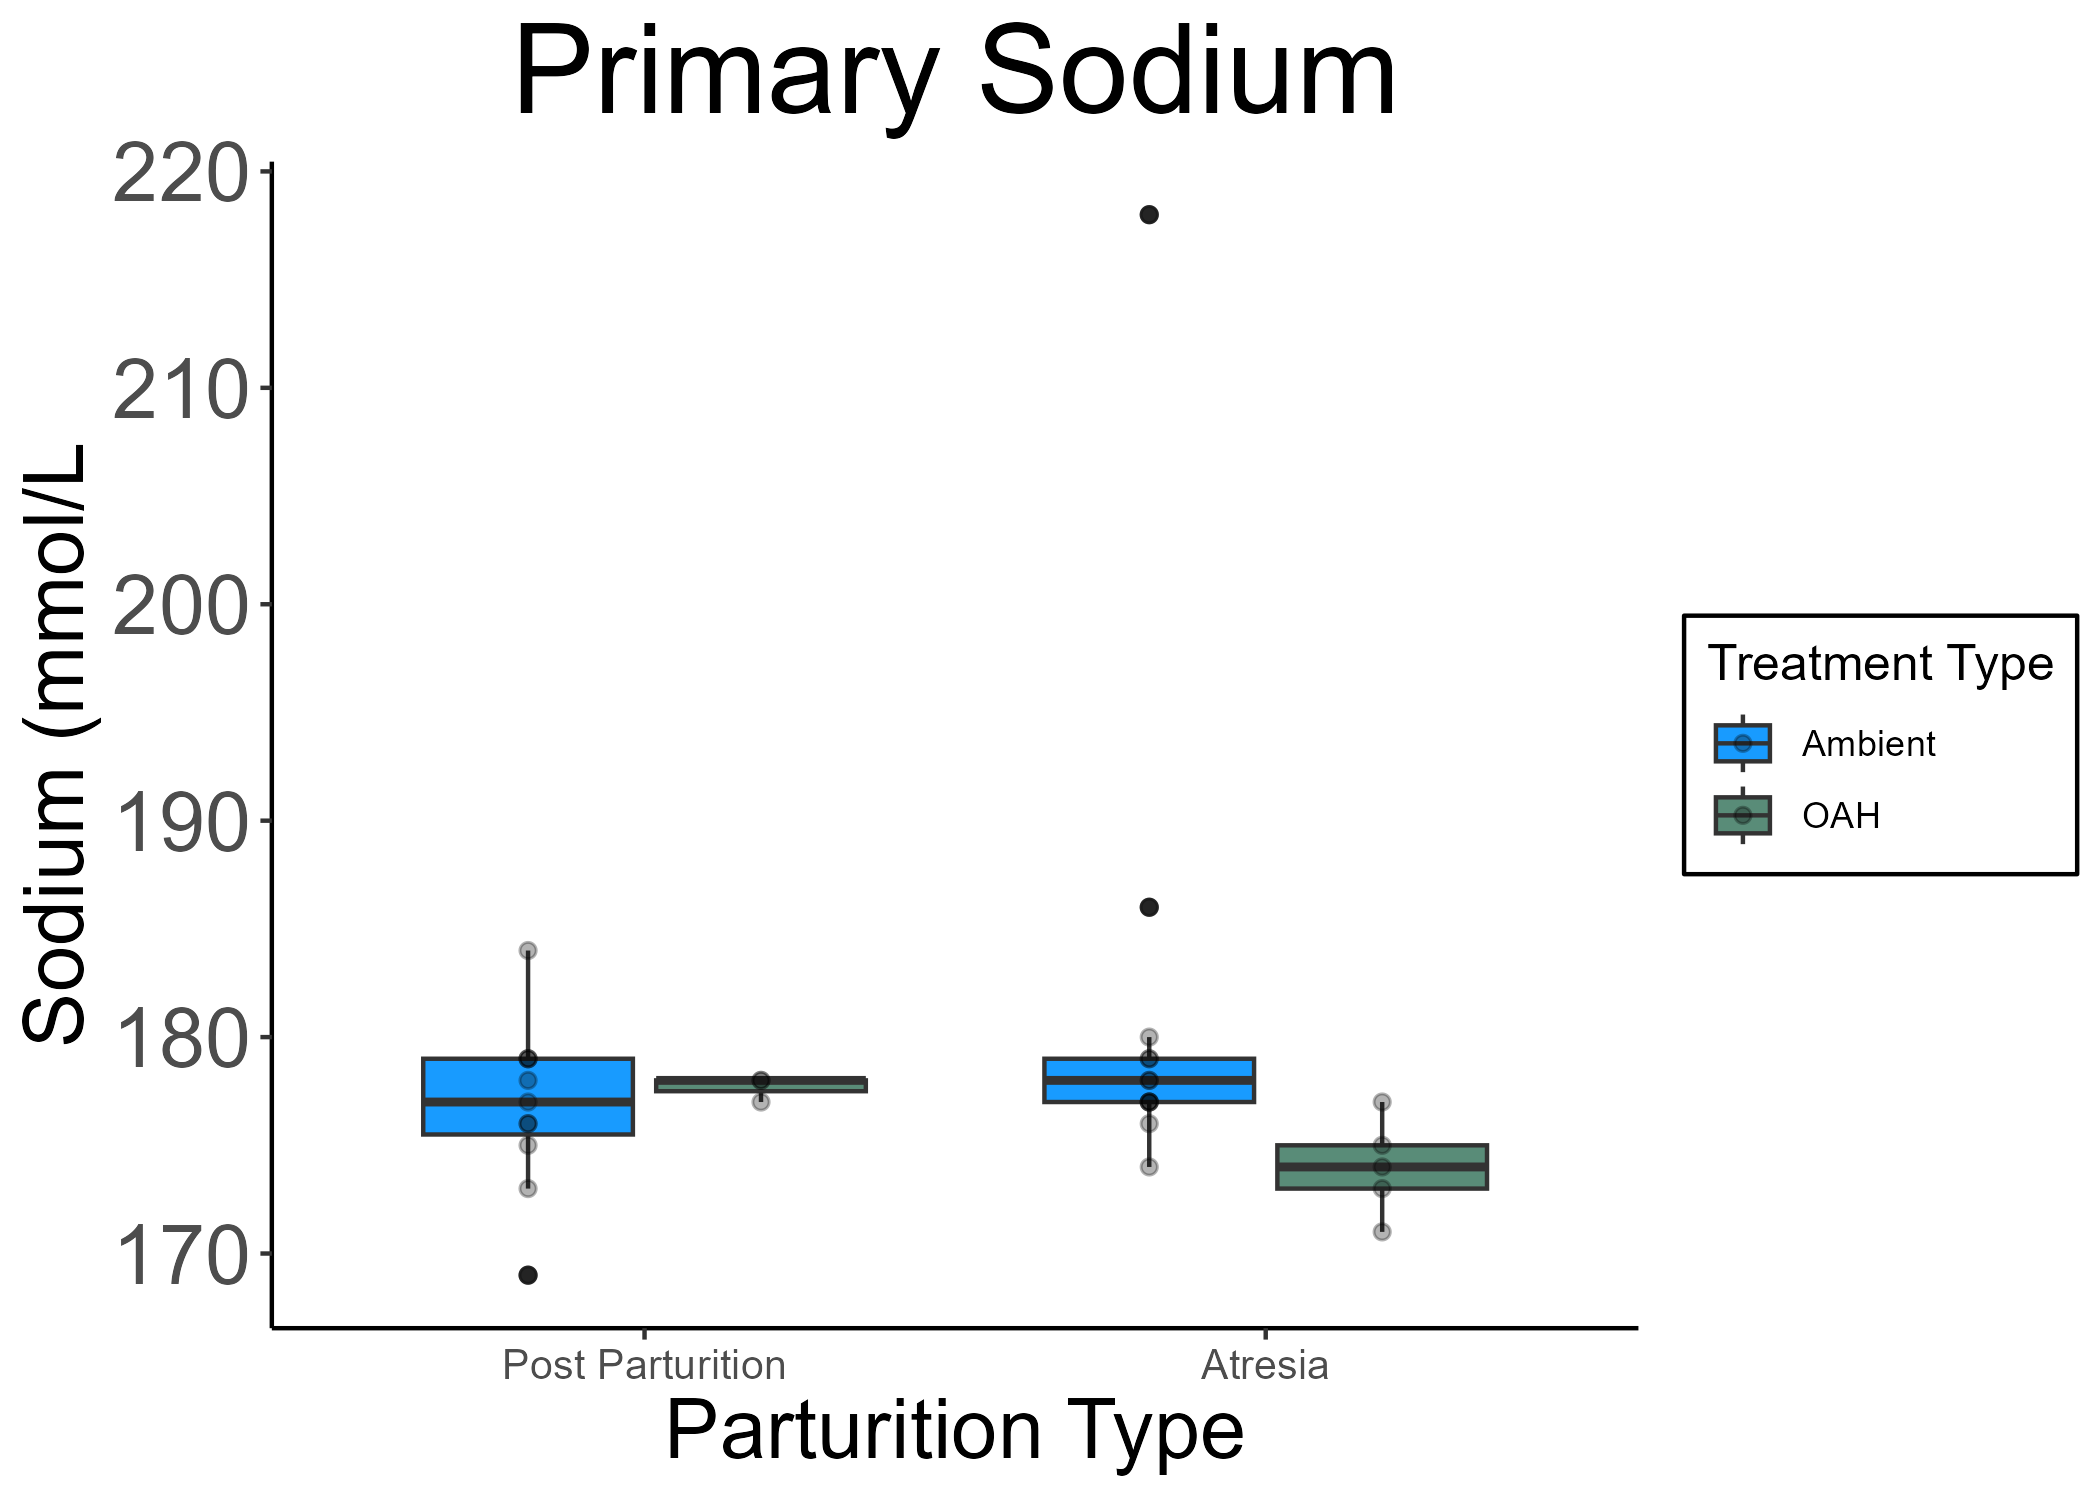 Primary Sodium
220
210
200
190
180
170
Sodium (mmol/L
Post Parturition
Atresia
Parturition Type
Treatment Type
Ambient
OAH